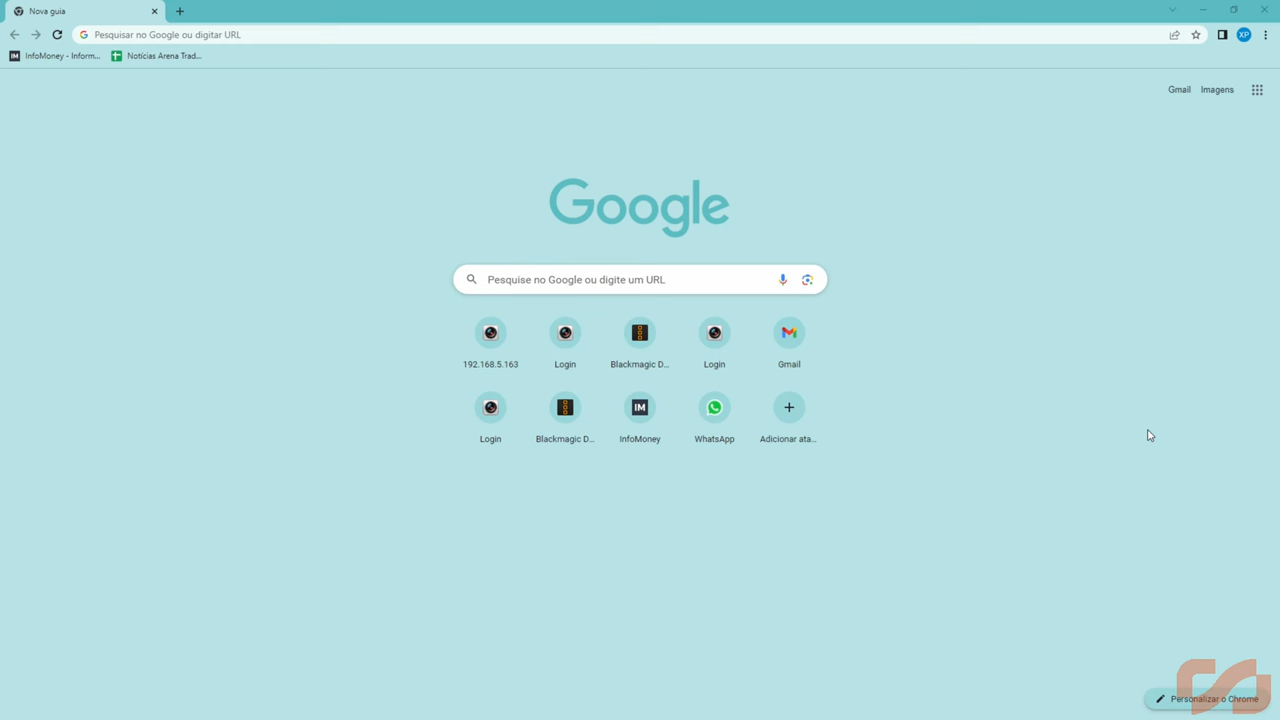 Nova guia
Pesquisar no Google ou digitar URL
XP
IM InfoMoney - Inform... Notícias Arena Trad...
Gmail Imagens
Google
Pesquise no Google ou digite um URL
192.168.5.163 Login Blackmagic D... Login Gmail
IM
Login Blackmagic D... InfoMoney WhatsApp Adicionar ata...
Personalizar o Chrome